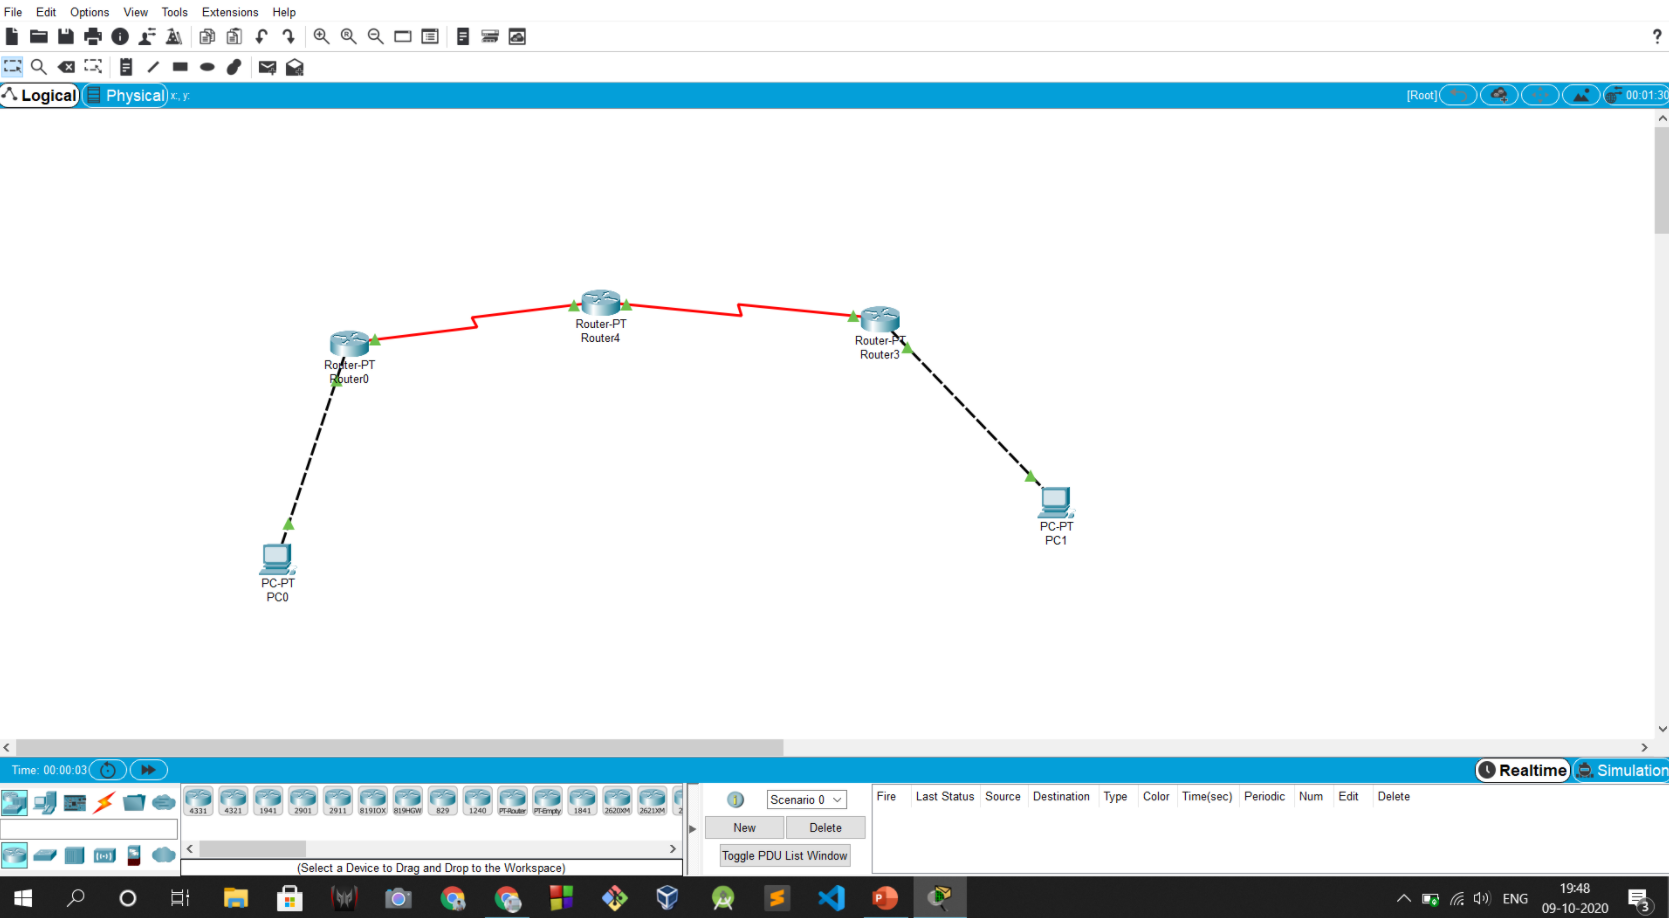 File Edit Options View Tools Extensions Help
?
Logical Physical x:, y: [Root] 00:01:30
Router-PT
Router4
Router-PT
Router3
Router-PT
Router0
PC-PT
PC1
PC-PT
PC0
Time: 00:00:03 Realtime Simulation
4331 4321 1941 2901 2911 819IOX 819HGW 829 1240 PT-Router PT-Empty 1841 2620XM 2621XM 2
(Select a Device to Drag and Drop to the Workspace)
Scenario 0
New Delete
Toggle PDU List Window
Fire Last Status Source Destination Type Color Time(sec) Periodic Num Edit Delete
ENG
19:48
09-10-2020
3